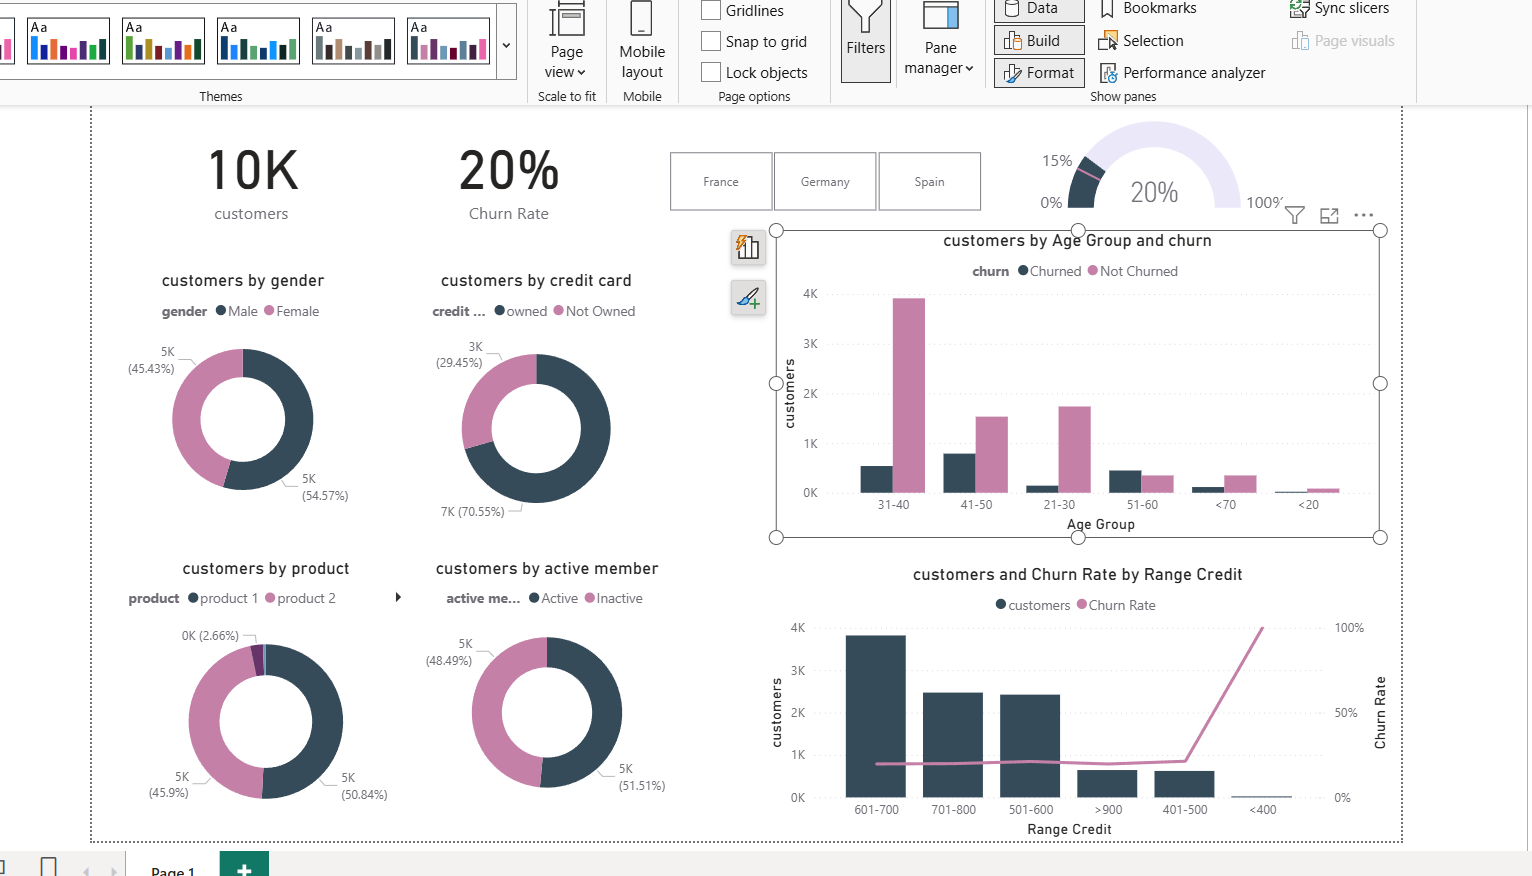 Aa
Aa
Aa
Aa
Aa
Themes
Page view
Scale to fit
Mobile layout
Mobile
Gridlines
Snap to grid
Lock objects
Page options
Filters
Pane manager
Data
Build
Format
Bookmarks
Selection
Performance analyzer
Sync slicers
Page visuals
Show panes
10K
customers
20%
Churn Rate
France
Germany
Spain
15%
0%
20%
100%
customers by gender
gender Male Female
5K
(45.43%)
5K
(54.57%)
customers by credit card
credit ... owned Not Owned
3K
(29.45%)
7K (70.55%)
customers by Age Group and churn
churn Churned Not Churned
customers
4K
3K
2K
1K
0K
31-40 41-50 21-30 51-60 <70 <20
Age Group
customers by product
product product 1 product 2
0K (2.66%)
5K
(45.9%)
5K
(50.84%)
customers by active member
active me... Active Inactive
5K
(48.49%)
5K
(51.51%)
customers and Churn Rate by Range Credit
customers Churn Rate
customers
4K
3K
2K
1K
0K
100%
50%
0%
Churn Rate
601-700 701-800 501-600 >900 401-500 <400
Range Credit
Page 1